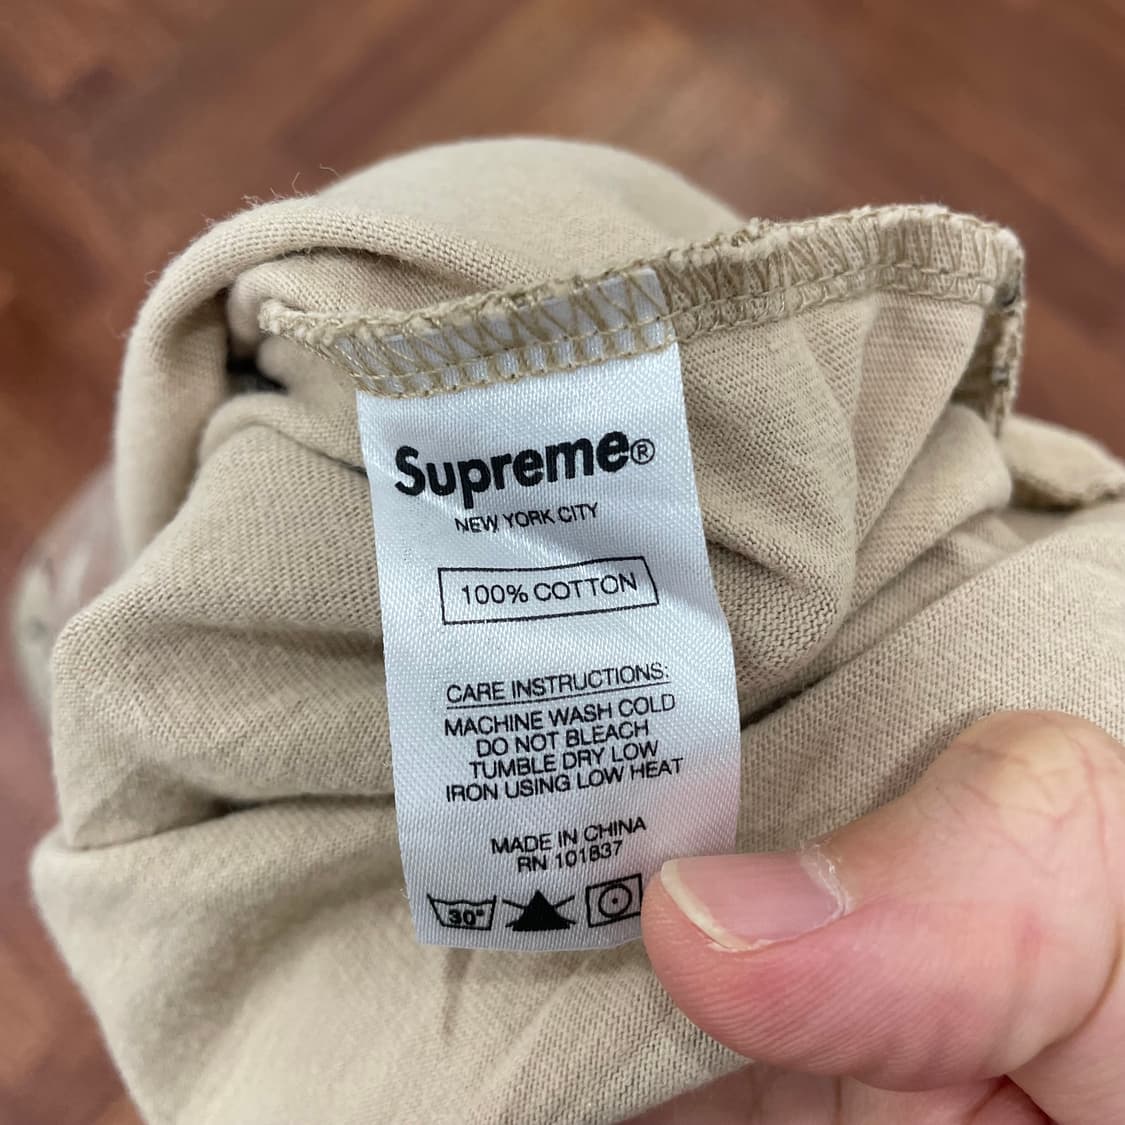 Supreme®
NEW YORK CITY
100% COTTON
CARE INSTRUCTIONS:
MACHINE WASH COLD
DO NOT BLEACH
TUMBLE DRY LOW
IRON USING LOW HEAT
MADE IN CHINA
RN 101837
30°